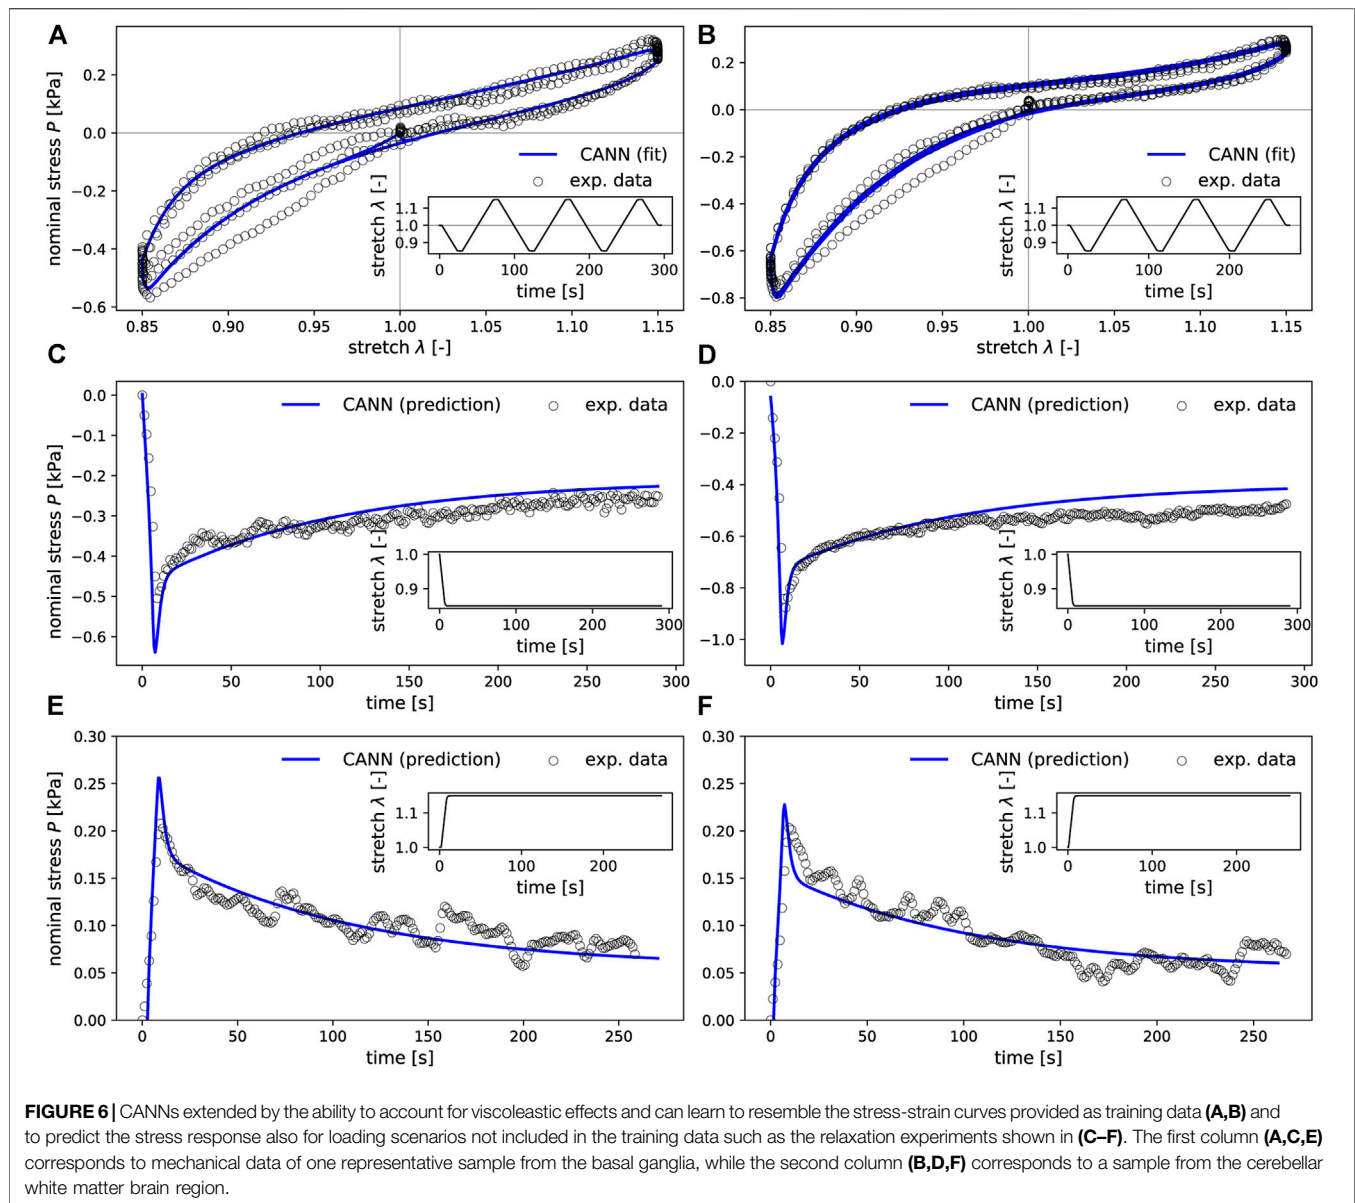 A
nominal stress P [kPa]
0.2
0.0
−0.2
−0.4
−0.6
CANN (fit)
exp. data
stretch λ [-]
1.1
1.0
0.9
0 100 200 300
time [s]
0.85 0.90 0.95 1.00 1.05 1.10 1.15
stretch λ [-]
B
0.2
0.0
−0.2
−0.4
−0.6
−0.8
CANN (fit)
exp. data
stretch λ [-]
1.1
1.0
0.9
0 100 200
time [s]
0.85 0.90 0.95 1.00 1.05 1.10 1.15
stretch λ [-]
C
nominal stress P [kPa]
0.0
−0.1
−0.2
−0.3
−0.4
−0.5
−0.6
CANN (prediction) exp. data
stretch λ [-]
1.0
0.9
0 100 200 300
time [s]
0 50 100 150 200 250 300
time [s]
D
0.0
−0.2
−0.4
−0.6
−0.8
−1.0
CANN (prediction) exp. data
stretch λ [-]
1.0
0.9
0 100 200 300
time [s]
0 50 100 150 200 250 300
time [s]
E
nominal stress P [kPa]
0.30
0.25
0.20
0.15
0.10
0.05
0.00
CANN (prediction) exp. data
stretch λ [-]
1.1
1.0
0 100 200
time [s]
0 50 100 150 200 250
time [s]
F
0.30
0.25
0.20
0.15
0.10
0.05
0.00
CANN (prediction) exp. data
stretch λ [-]
1.1
1.0
0 100 200
time [s]
0 50 100 150 200 250
time [s]
FIGURE 6 | CANNs extended by the ability to account for viscoleastic effects and can learn to resemble the stress-strain curves provided as training data (A,B) and
to predict the stress response also for loading scenarios not included in the training data such as the relaxation experiments shown in (C–F). The first column (A,C,E)
corresponds to mechanical data of one representative sample from the basal ganglia, while the second column (B,D,F) corresponds to a sample from the cerebellar
white matter brain region.